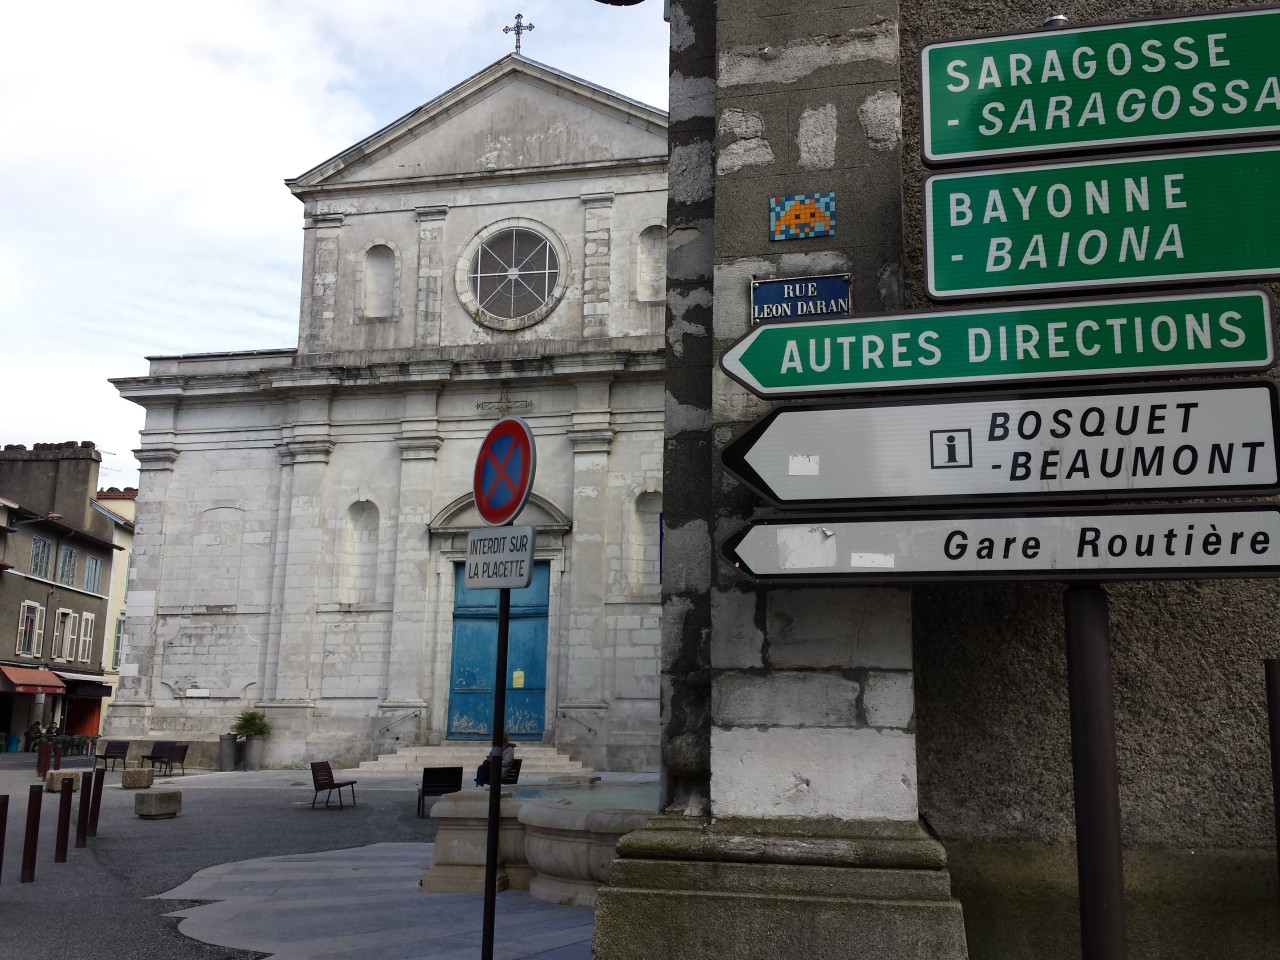 SARAGOSSE
- SARAGOSSA
BAYONNE
- BAIONA
RUE
LEON DARAN
AUTRES DIRECTIONS
i BOSQUET
-BEAUMONT
Gare Routière
INTERDIT SUR
LA PLACETTE